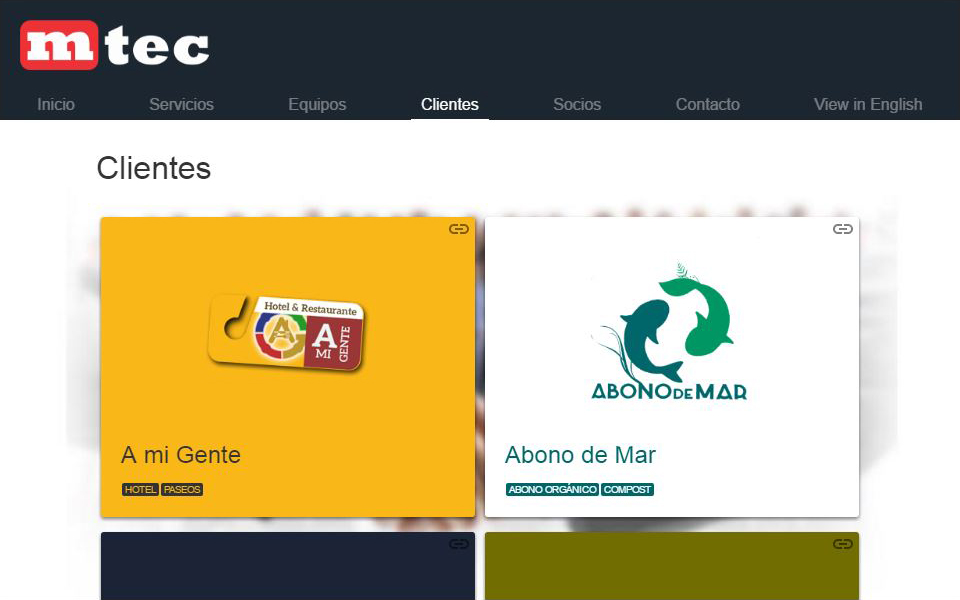 mtec
Inicio Servicios Equipos Clientes Socios Contacto View in English
Clientes
Hotel & Restaurante
A
A
MI
GENTE
ABONO DE MAR
A mi Gente
HOTEL PASEOS
Abono de Mar
ABONO ORGÁNICO COMPOST